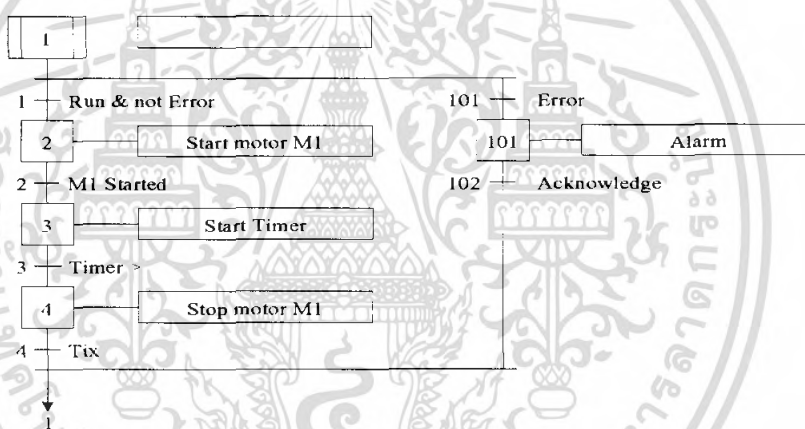 1
1 Run & not Error
101 Error
2 Start motor M1
101 Alarm
2 M1 Started
102 Acknowledge
3 Start Timer
3 Timer >
4 Stop motor M1
4 Tix
1